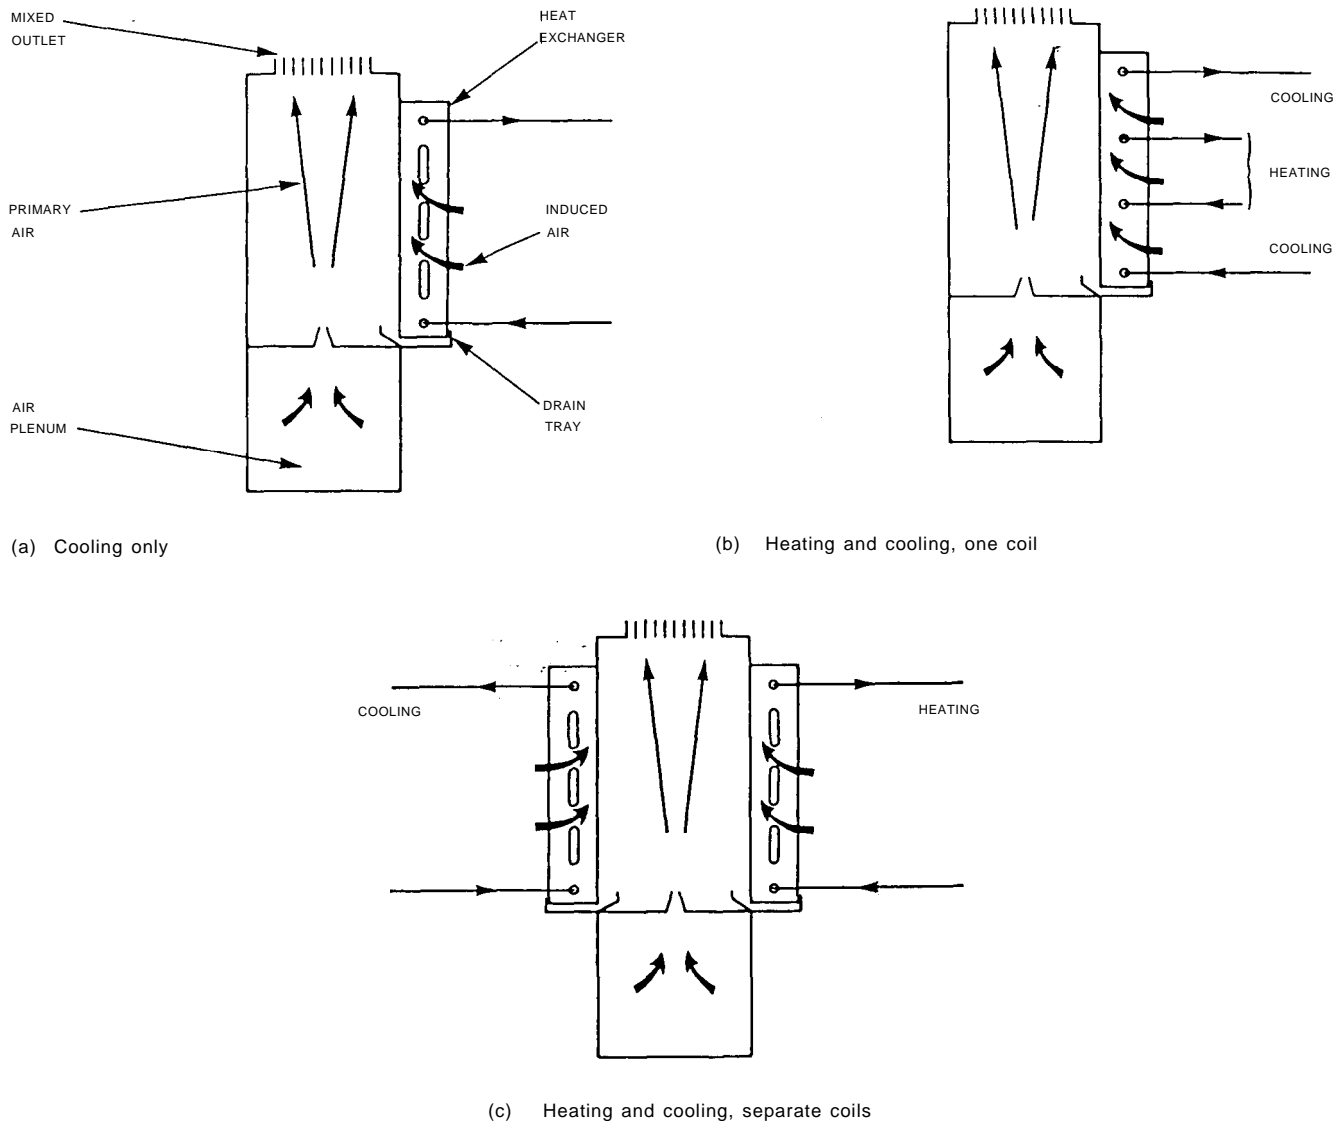 MIXED
OUTLET
HEAT
EXCHANGER
PRIMARY
AIR
INDUCED
AIR
AIR
PLENUM
DRAIN
TRAY
(a) Cooling only
COOLING
HEATING
COOLING
(b) Heating and cooling, one coil
COOLING
HEATING
(c) Heating and cooling, separate coils